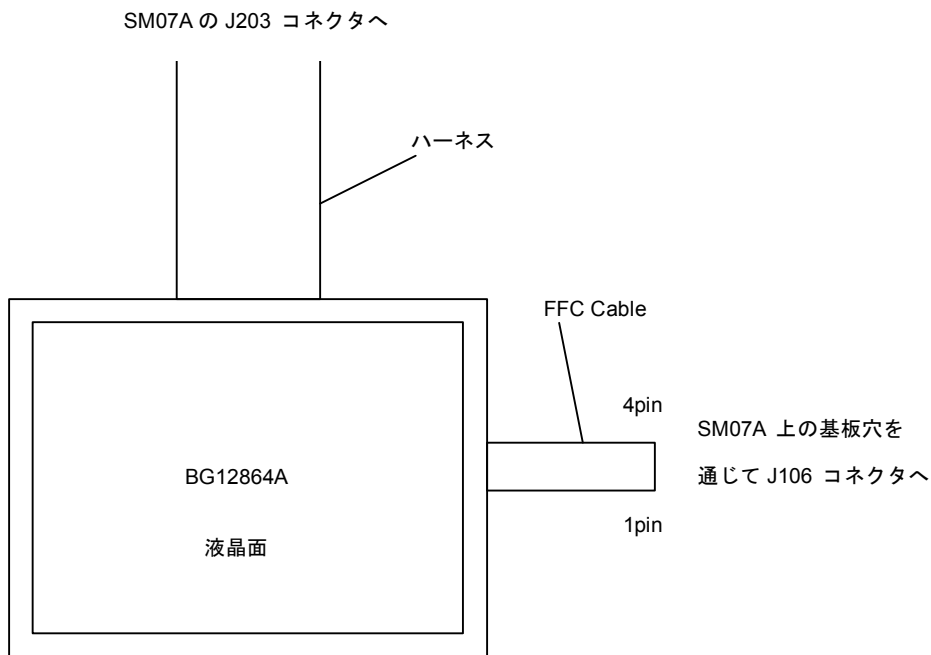 SM07A の J203 コネクタへ
ハーネス
FFC Cable
4pin
SM07A 上の基板穴を
通じて J106 コネクタへ
BG12864A
1pin
液晶面